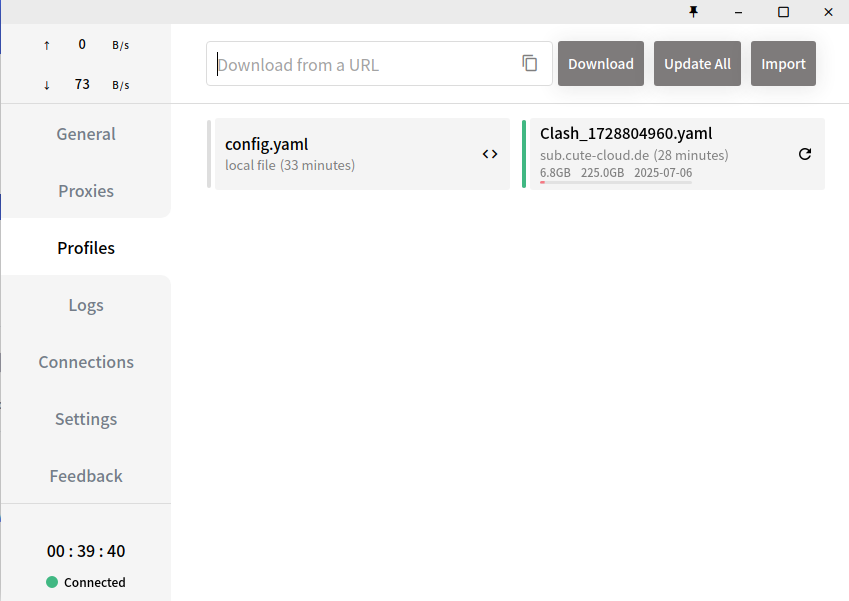 ↑ 0 B/s
↓ 73 B/s
General
Proxies
Profiles
Logs
Connections
Settings
Feedback
00 : 39 : 40
Connected
Download from a URL
Download
Update All
Import
config.yaml
local file (33 minutes)
<>
Clash_1728804960.yaml
sub.cute-cloud.de (28 minutes)
6.8GB 225.0GB 2025-07-06